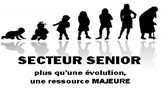 SECTEUR SENIOR
plus qu'une évolution,
une ressource MAJEURE